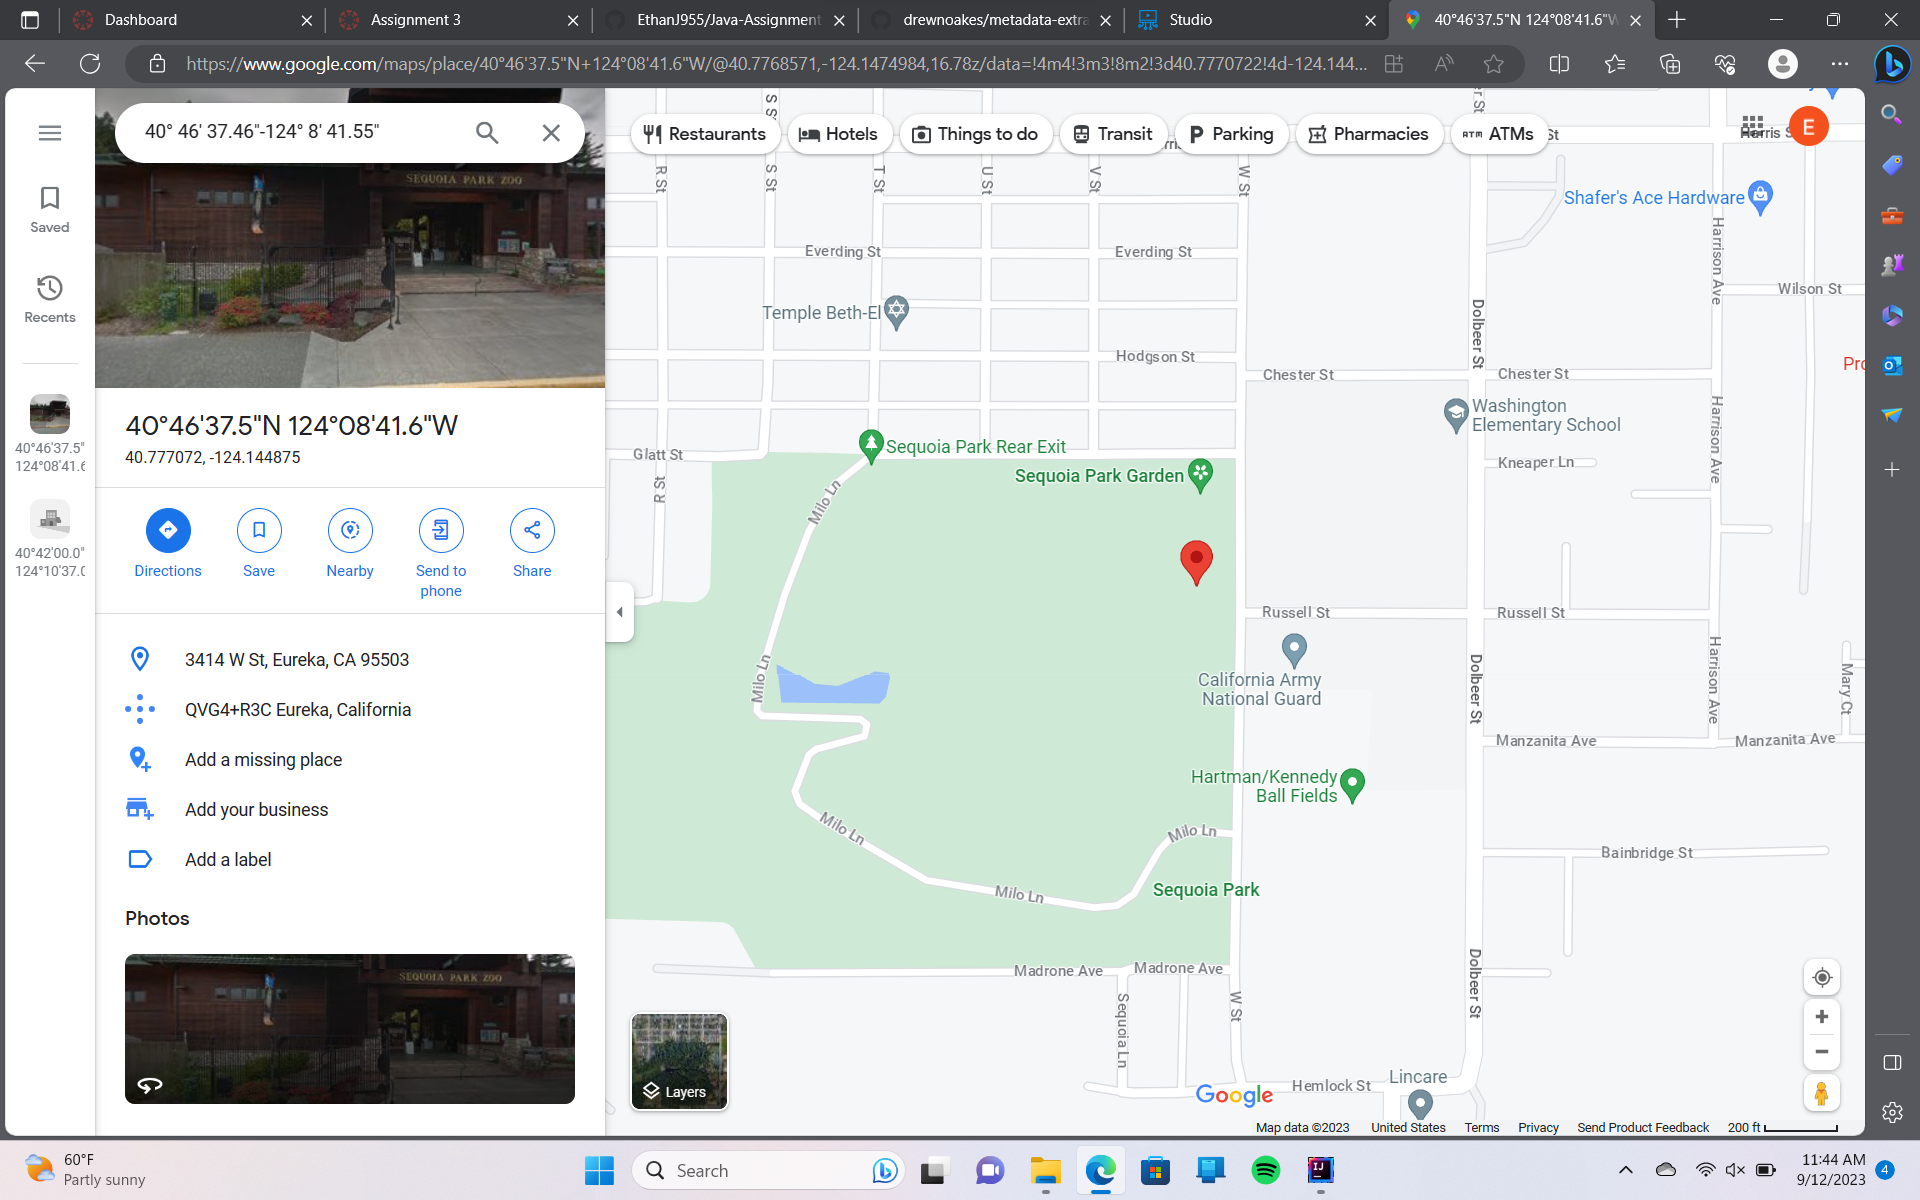 Dashboard
Assignment 3
EthanJ955/Java-Assignment
drewnoakes/metadata-extra
Studio
40°46'37.5"N 124°08'41.6"W
https://www.google.com/maps/place/40°46'37.5"N+124°08'41.6"W/@40.7768571,-124.1474984,16.78z/data=!4m4!3m3!8m2!3d40.7770722!4d-124.144...
40° 46' 37.46"-124° 8' 41.55"
Saved
Recents
40°46'37.5"
124°08'41.6
40°42'00.0"
124°10'37.0
SEQUOIA PARK ZOO
40°46'37.5"N 124°08'41.6"W
40.777072, -124.144875
Directions
Save
Nearby
Send to
phone
Share
3414 W St, Eureka, CA 95503
QVG4+R3C Eureka, California
Add a missing place
Add your business
Add a label
Photos
SEQUOIA PARK ZOO
Restaurants
Hotels
Things to do
Transit
Parking
Pharmacies
ATM
ATMs
Harris S
E
R St
S St
T St
U St
V St
W St
Shafer's Ace Hardware
Everding St
Everding St
Harrison Ave
Wilson St
Temple Beth-El
Dolbeer St
Hodgson St
Chester St
Chester St
Pro
Washington
Elementary School
Harrison Ave
Glatt St
Sequoia Park Rear Exit
Kneaper Ln
R St
Milo Ln
Sequoia Park Garden
Russell St
Russell St
California Army
National Guard
Milo Ln
Dolbeer St
Harrison Ave
Mary Ct
Manzanita Ave
Manzanita Ave
Hartman/Kennedy
Ball Fields
Milo Ln
Milo Ln
Bainbridge St
Milo Ln
Sequoia Park
Madrone Ave
Madrone Ave
Dolbeer St
W St
Sequoia Ln
Layers
Google
Hemlock St
Lincare
Map data ©2023
United States
Terms
Privacy
Send Product Feedback
200 ft
60°F
Partly sunny
Search
IJ
11:44 AM
9/12/2023
4